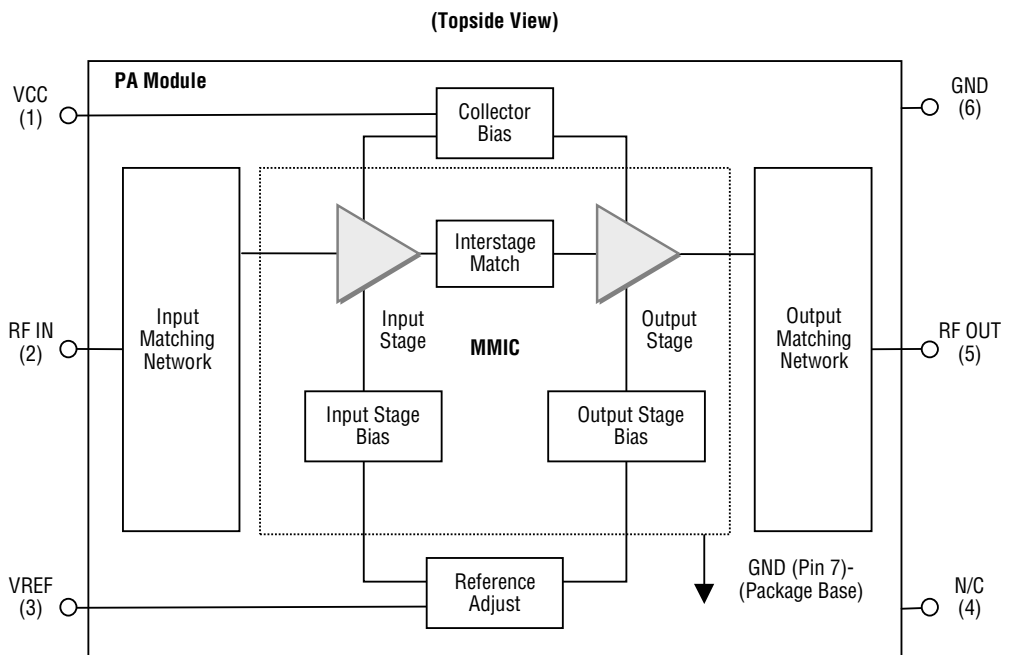 (Topside View)
PA Module
VCC
(1)
Collector
Bias
GND
(6)
Interstage
Match
Input
Stage
Output
Stage
MMIC
RF IN
(2)
Input
Matching
Network
Output
Matching
Network
RF OUT
(5)
Input Stage
Bias
Output Stage
Bias
VREF
(3)
Reference
Adjust
GND (Pin 7)-
(Package Base)
N/C
(4)